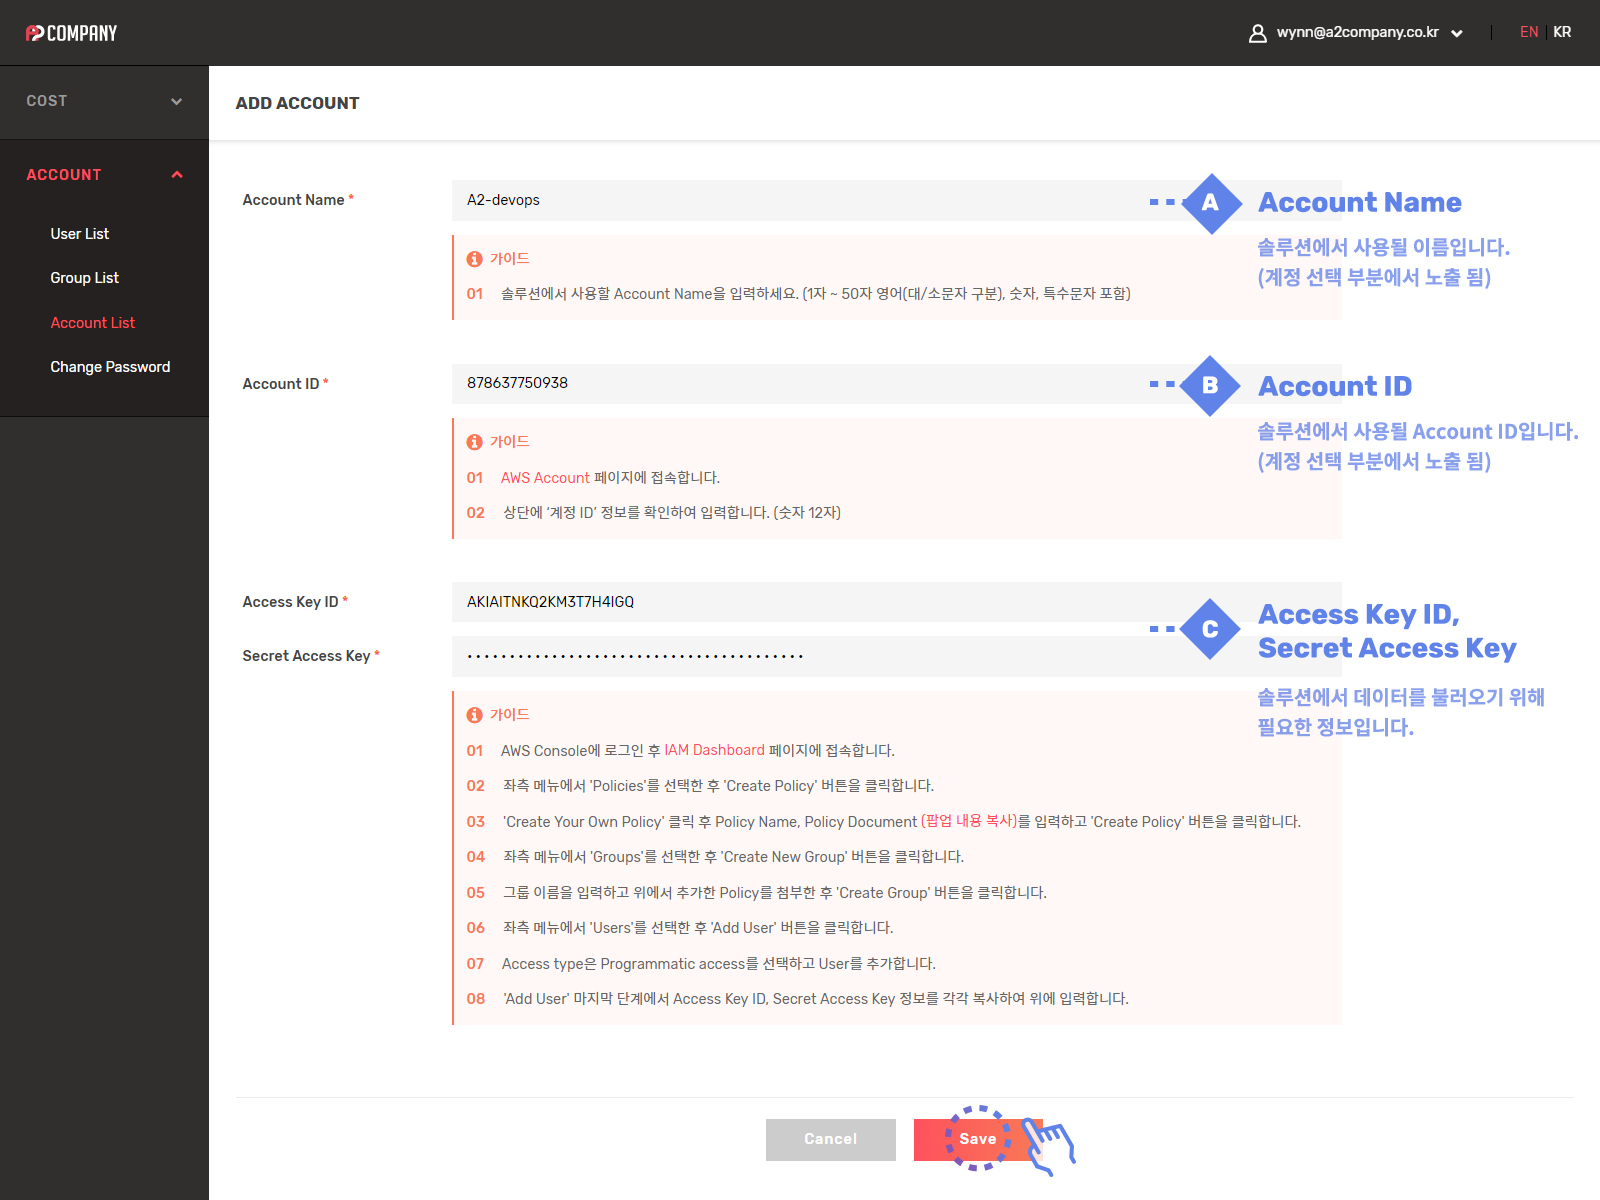 A2 COMPANY
wynn@a2company.co.kr
EN KR
COST
ACCOUNT
User List
Group List
Account List
Change Password
ADD ACCOUNT
Account Name *
A2-devops
A
Account Name
솔루션에서 사용될 이름입니다.
(계정 선택 부분에서 노출 됨)
가이드
01 솔루션에서 사용할 Account Name을 입력하세요. (1자 ~ 50자 영어(대/소문자 구분), 숫자, 특수문자 포함)
Account ID *
878637750938
B
Account ID
솔루션에서 사용될 Account ID입니다.
(계정 선택 부분에서 노출 됨)
가이드
01 AWS Account 페이지에 접속합니다.
02 상단에 ‘계정 ID’ 정보를 확인하여 입력합니다. (숫자 12자)
Access Key ID *
AKIAITNKQ2KM3T7H4IGQ
Secret Access Key *
C
Access Key ID,
Secret Access Key
솔루션에서 데이터를 불러오기 위해
필요한 정보입니다.
가이드
01 AWS Console에 로그인 후 IAM Dashboard 페이지에 접속합니다.
02 좌측 메뉴에서 'Policies'를 선택한 후 'Create Policy' 버튼을 클릭합니다.
03 'Create Your Own Policy' 클릭 후 Policy Name, Policy Document (팝업 내용 복사)를 입력하고 'Create Policy' 버튼을 클릭합니다.
04 좌측 메뉴에서 'Groups'를 선택한 후 'Create New Group' 버튼을 클릭합니다.
05 그룹 이름을 입력하고 위에서 추가한 Policy를 첨부한 후 'Create Group' 버튼을 클릭합니다.
06 좌측 메뉴에서 'Users'를 선택한 후 'Add User' 버튼을 클릭합니다.
07 Access type은 Programmatic access를 선택하고 User를 추가합니다.
08 'Add User' 마지막 단계에서 Access Key ID, Secret Access Key 정보를 각각 복사하여 위에 입력합니다.
Cancel
Save